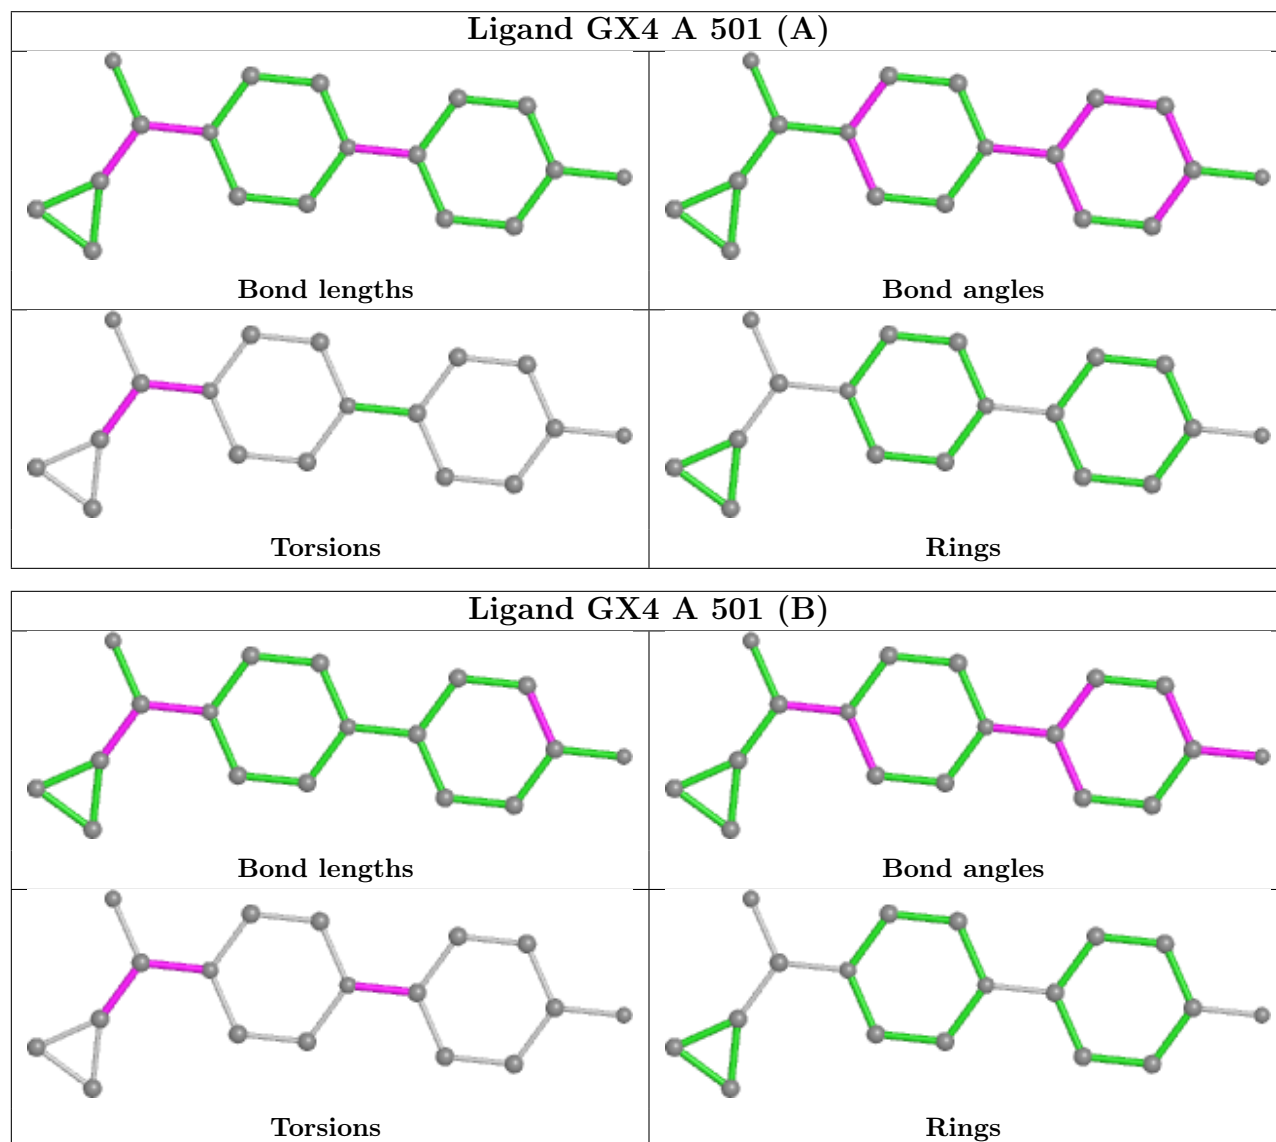 Ligand GX4 A 501 (A)
Bond lengths
Bond angles
Torsions
Rings
Ligand GX4 A 501 (B)
Bond lengths
Bond angles
Torsions
Rings